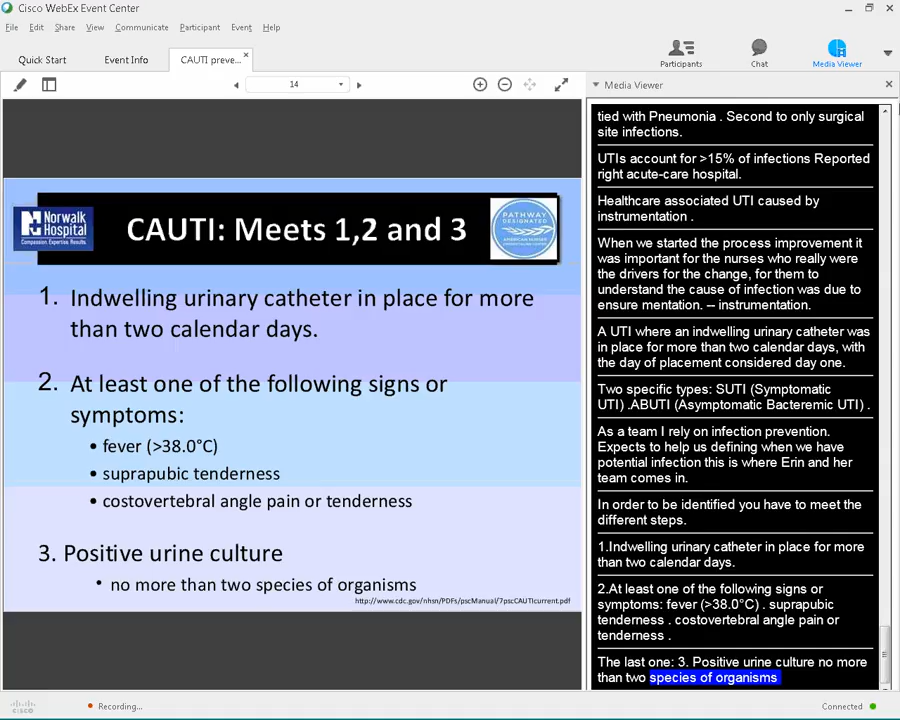 Cisco WebEx Event Center
File Edit Share View Communicate Participant Event Help
Quick Start Event Info CAUTI preve... Participants Chat Media Viewer
14
Norwalk Hospital
Compassion. Expertise. Results.
CAUTI: Meets 1,2 and 3
PATHWAY
DESIGNATED
AMERICAN NURSES
CREDENTIALING CENTER
1. Indwelling urinary catheter in place for more
than two calendar days.
2. At least one of the following signs or
symptoms:
• fever (>38.0°C)
• suprapubic tenderness
• costovertebral angle pain or tenderness
3. Positive urine culture
• no more than two species of organisms
http://www.cdc.gov/nhsn/PDFs/pscManual/7pscCAUTIcurrent.pdf
Media Viewer
tied with Pneumonia . Second to only surgical
site infections.
UTIs account for >15% of infections Reported
right acute-care hospital.
Healthcare associated UTI caused by
instrumentation .
When we started the process improvement it
was important for the nurses who really were
the drivers for the change, for them to
understand the cause of infection was due to
ensure mentation. -- instrumentation.
A UTI where an indwelling urinary catheter was
in place for more than two calendar days, with
the day of placement considered day one.
Two specific types: SUTI (Symptomatic
UTI) .ABUTI (Asymptomatic Bacteremic UTI) .
As a team I rely on infection prevention.
Expects to help us defining when we have
potential infection this is where Erin and her
team comes in.
In order to be identified you have to meet the
different steps.
1.Indwelling urinary catheter in place for more
than two calendar days.
2.At least one of the following signs or
symptoms: fever (>38.0°C) . suprapubic
tenderness . costovertebral angle pain or
tenderness .
The last one: 3. Positive urine culture no more
than two species of organisms
cisco
Recording...
Connected